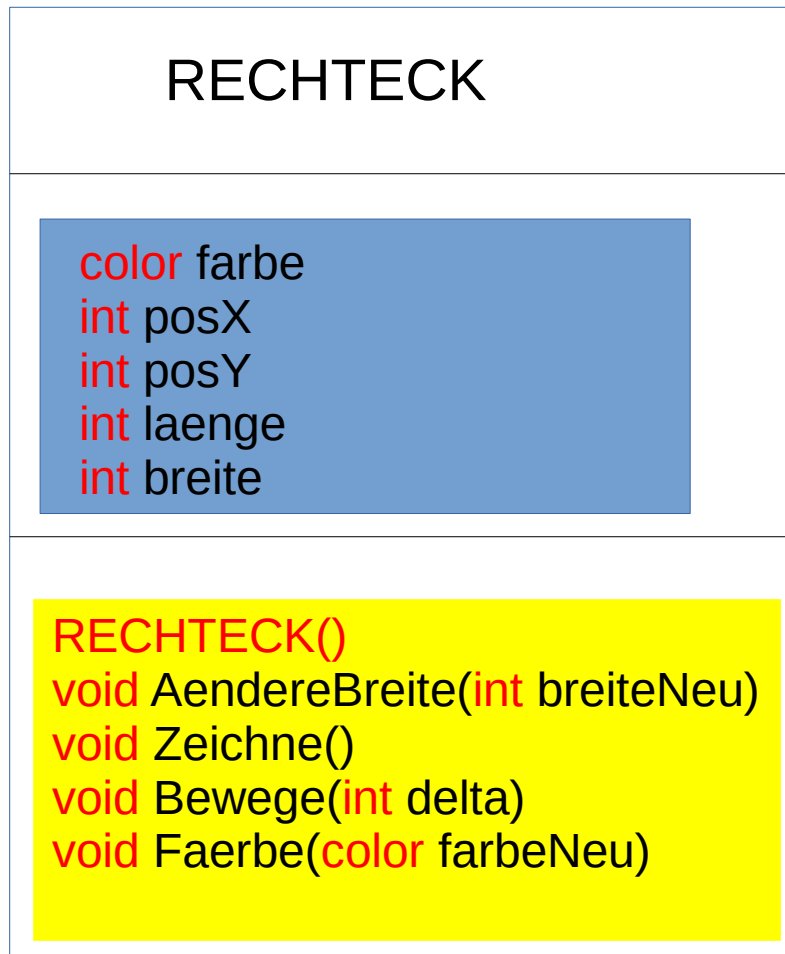 RECHTECK
color farbe
int posX
int posY
int laenge
int breite
RECHTECK()
void AendereBreite(int breiteNeu)
void Zeichne()
void Bewege(int delta)
void Faerbe(color farbeNeu)